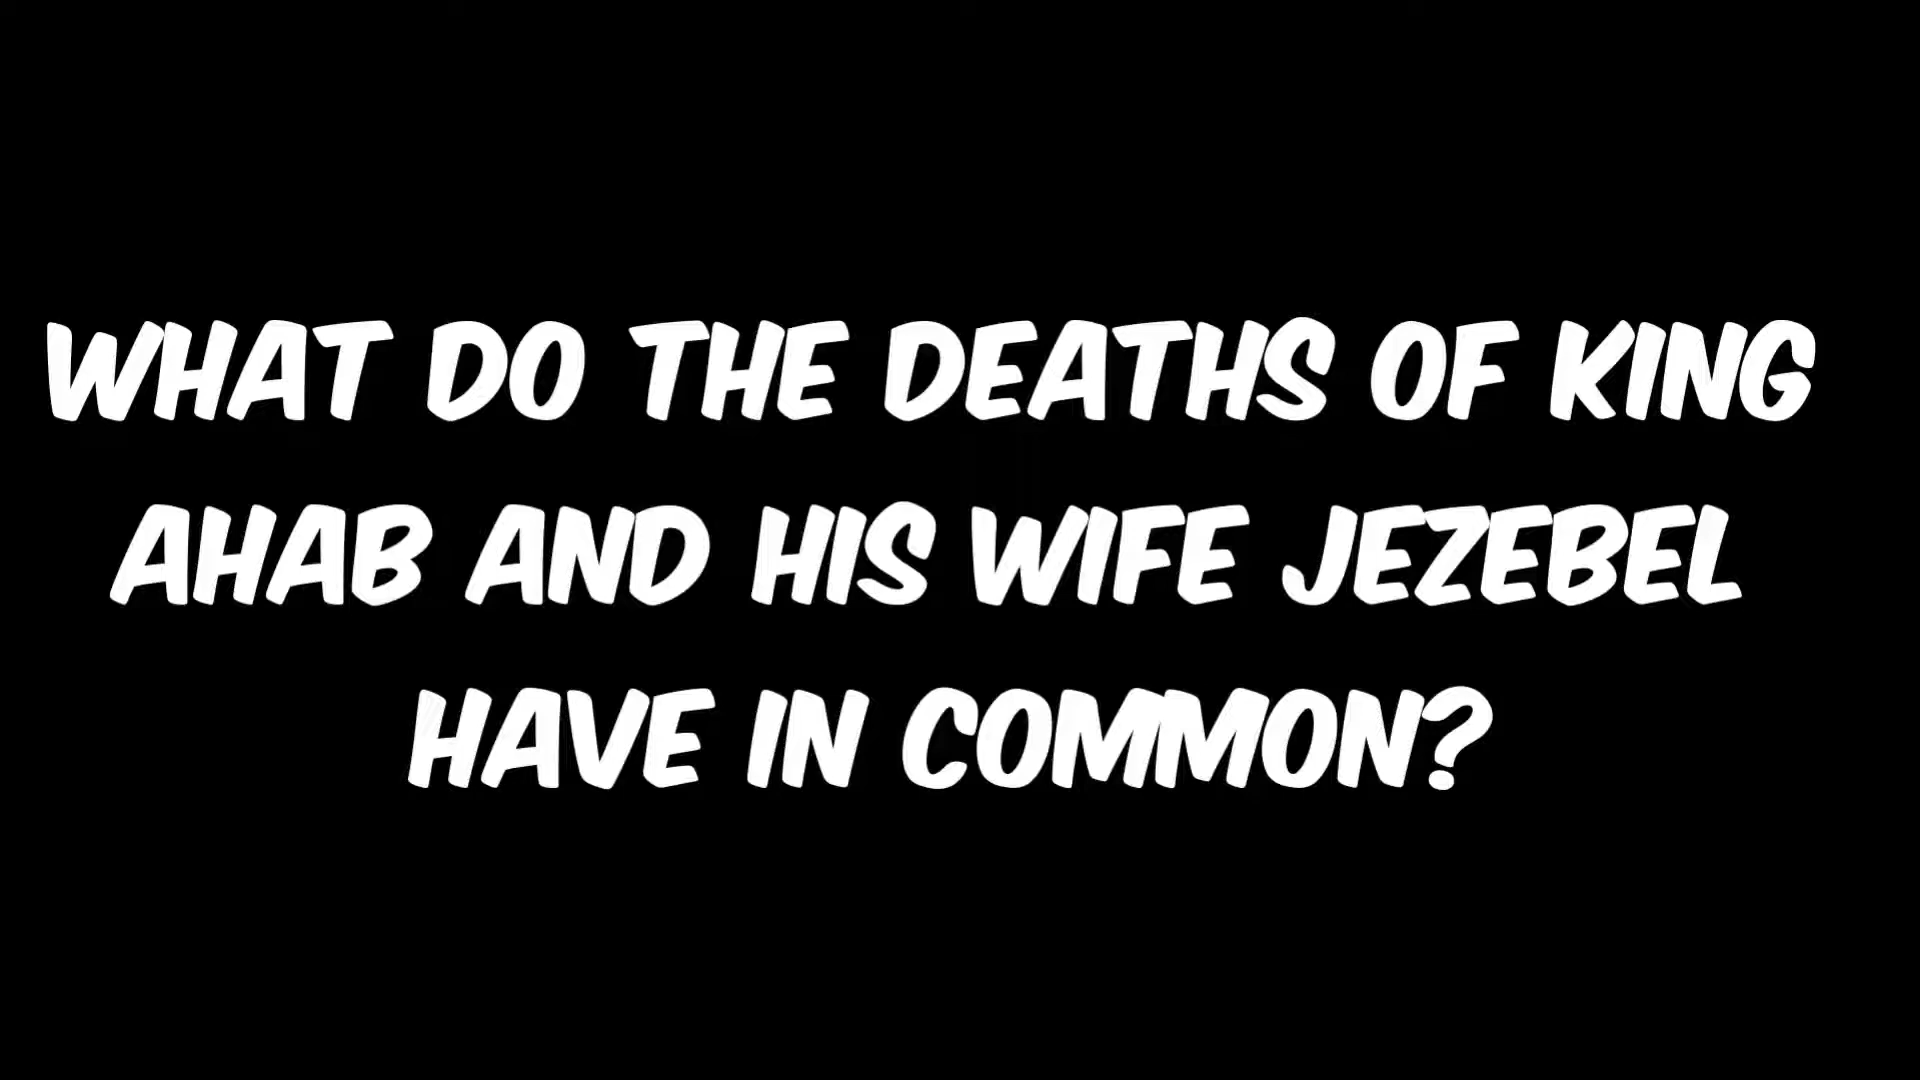 WHAT DO THE DEATHS OF KING
AHAB AND HIS WIFE JEZEBEL
HAVE IN COMMON?